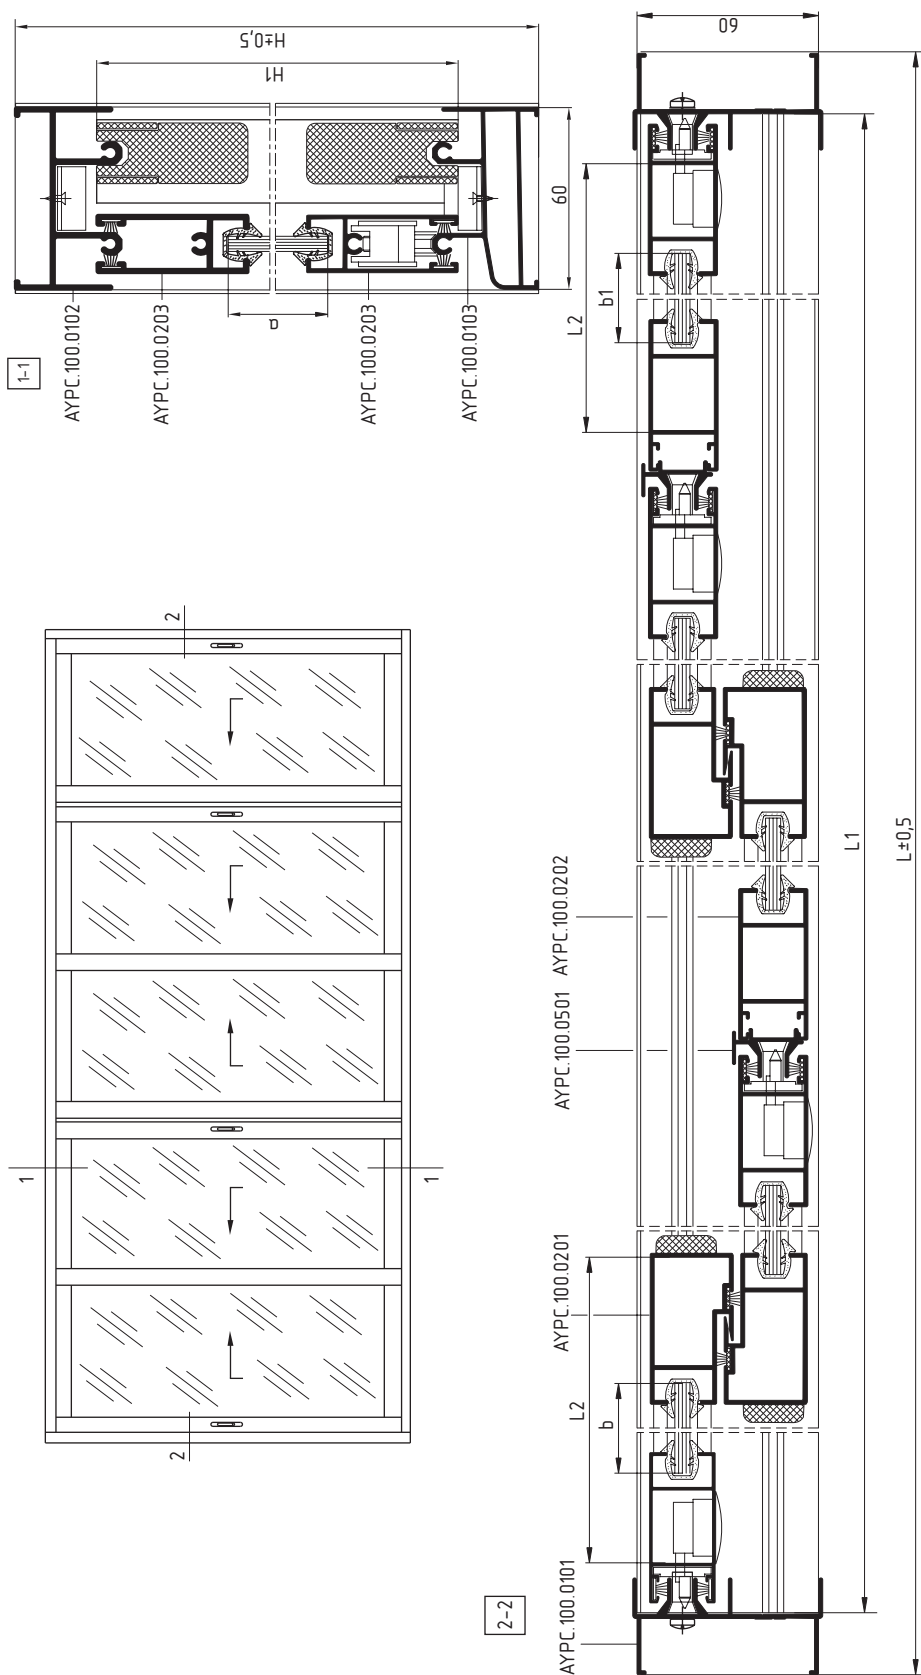 1-1
H±0,5
H1
60
a
АУРС.100.0102
АУРС.100.0203
АУРС.100.0203
АУРС.100.0103
2
2
1
1
2-2
60
L2
b1
АУРС.100.0202
АУРС.100.0501
АУРС.100.0201
L2
b
АУРС.100.0101
L1
L±0,5